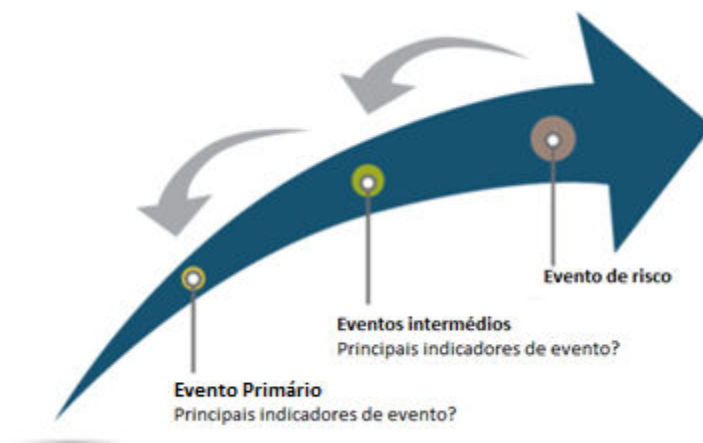 Evento de risco
Eventos intermédios
Principais indicadores de evento?
Evento Primário
Principais indicadores de evento?